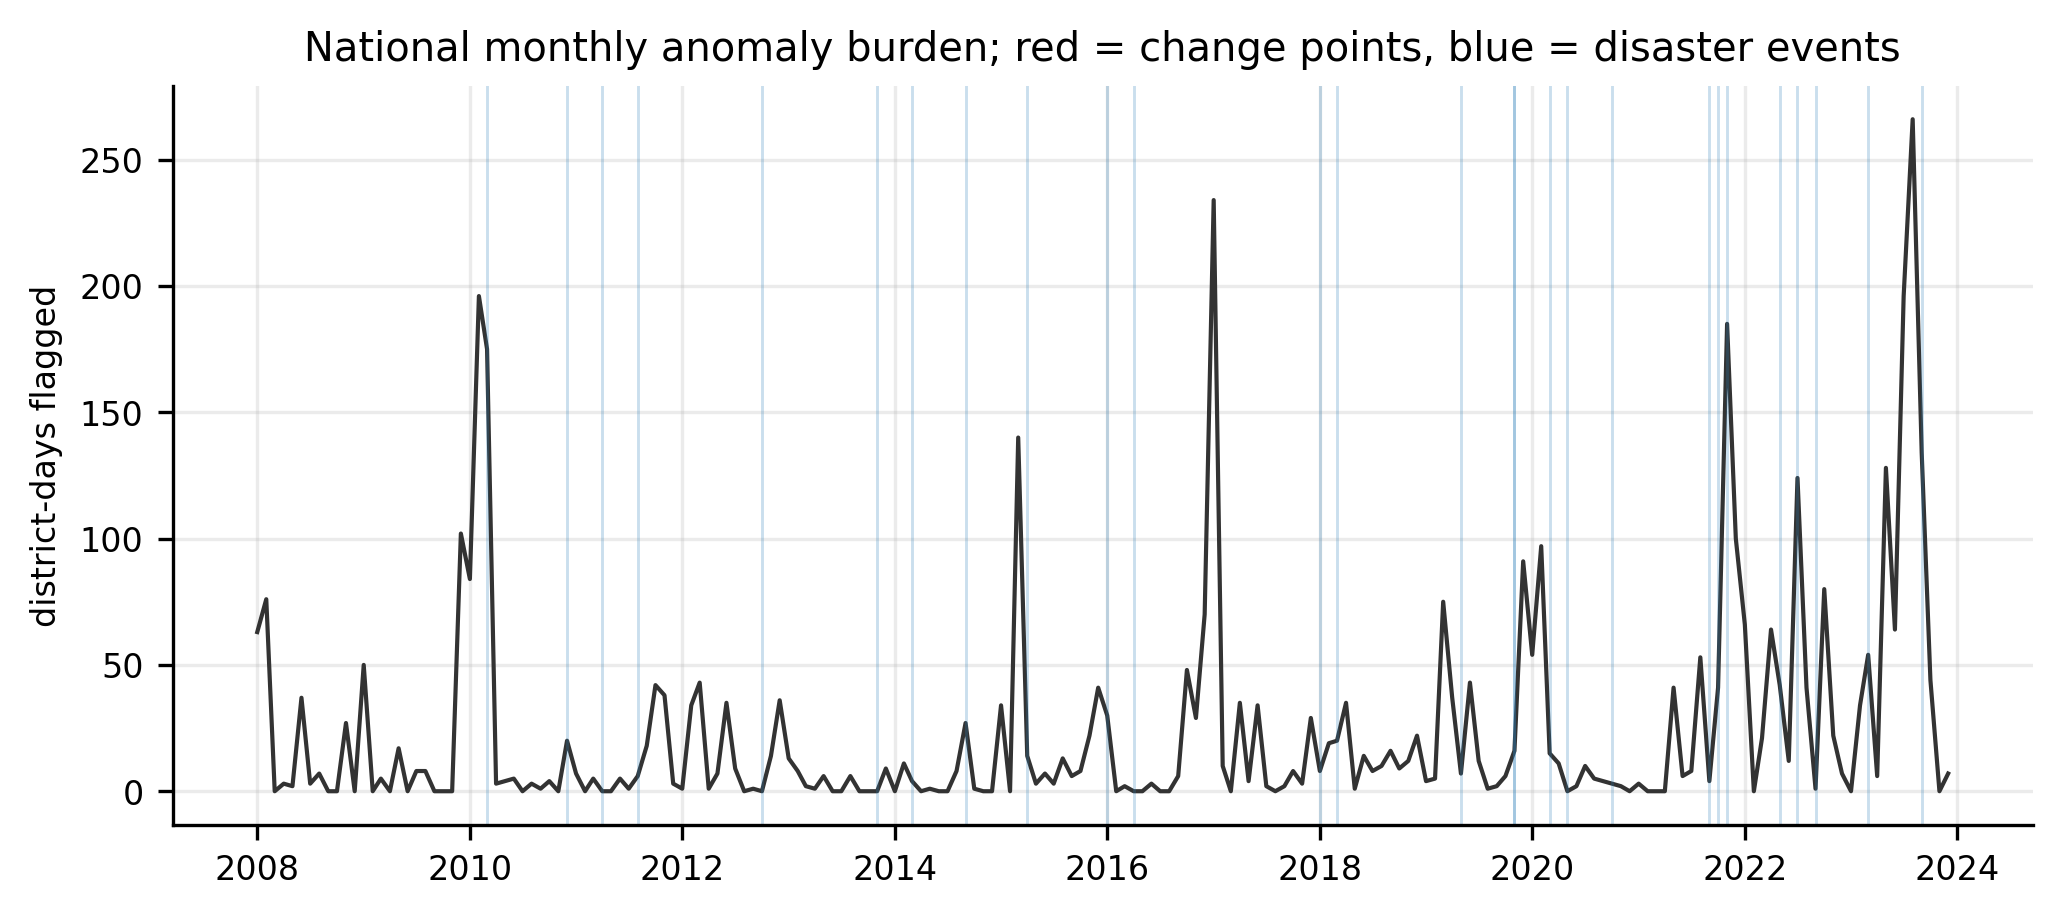 National monthly anomaly burden; red = change points, blue = disaster events
district-days flagged
250
200
150
100
50
0
2008 2010 2012 2014 2016 2018 2020 2022 2024